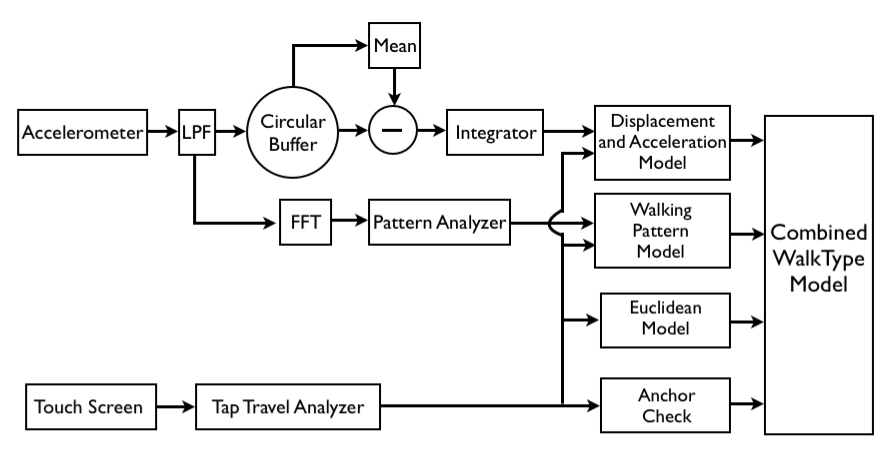 Mean
Accelerometer
LPF
Circular
Buffer
−
Integrator
Displacement
and Acceleration
Model
FFT
Pattern Analyzer
Walking
Pattern
Model
Combined
WalkType
Model
Euclidean
Model
Touch Screen
Tap Travel Analyzer
Anchor
Check